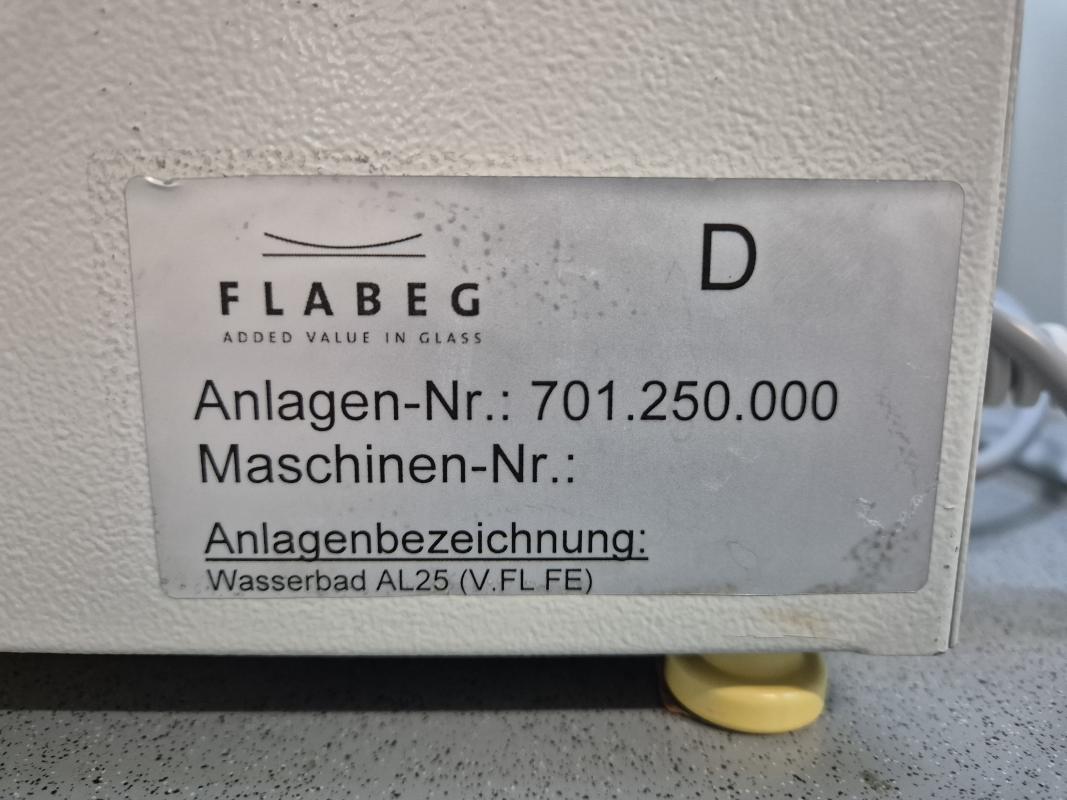 D
FLABEG
ADDED VALUE IN GLASS
Anlagen-Nr.: 701.250.000
Maschinen-Nr.:
Anlagenbezeichnung:
Wasserbad AL25 (V.FL FE)